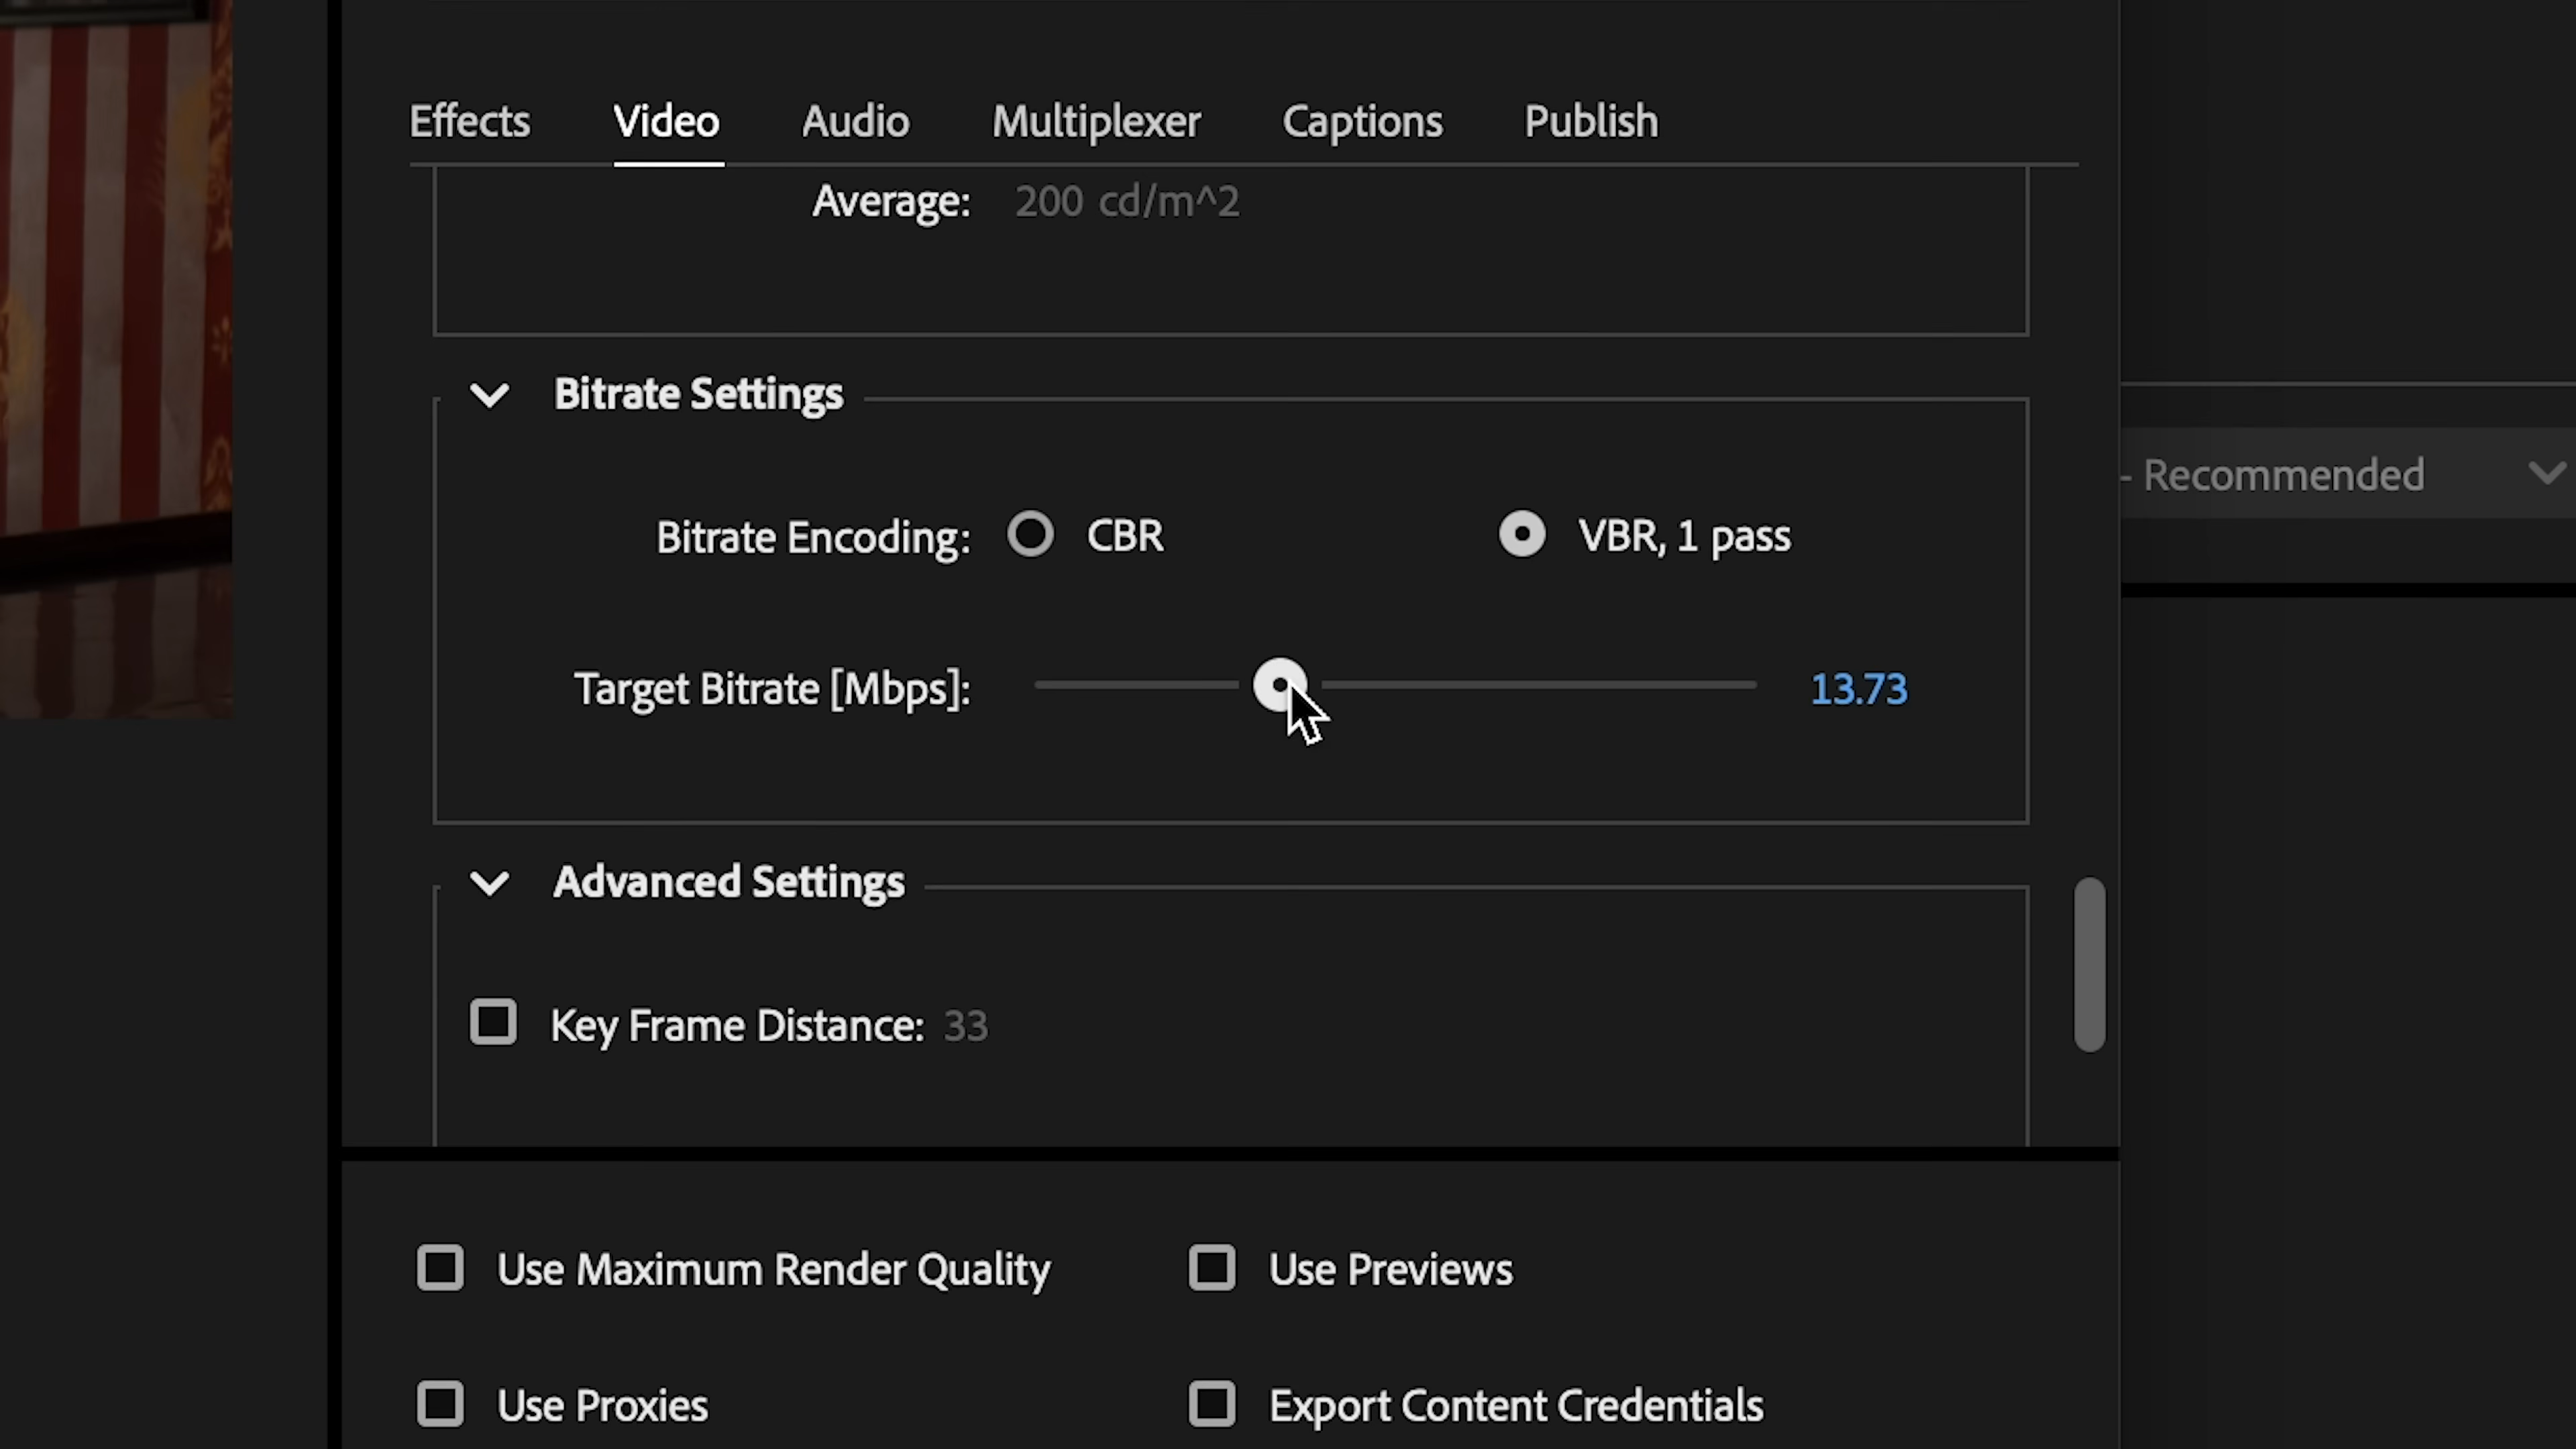 Effects Video Audio Multiplexer Captions Publish
Average: 200 cd/m^2
Bitrate Settings
- Recommended
Bitrate Encoding: CBR VBR, 1 pass
Target Bitrate [Mbps]: 13.73
Advanced Settings
Key Frame Distance: 33
Use Maximum Render Quality Use Previews
Use Proxies Export Content Credentials